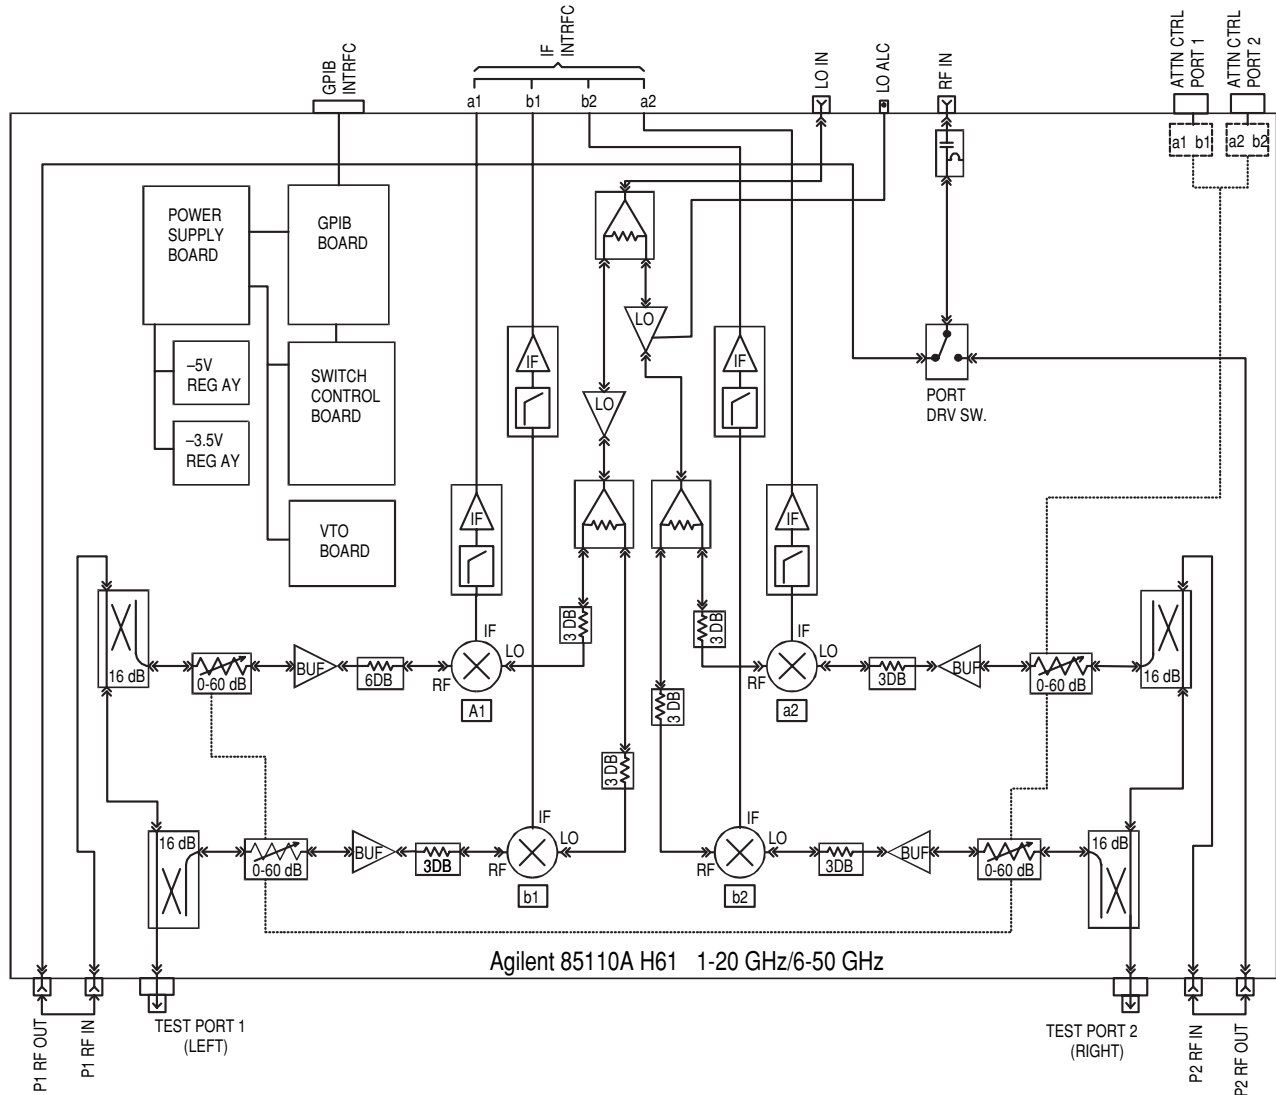 GPIB
INTRFC
IF
INTRFC
a1
b1
b2
a2
LO IN
LO ALC
RF IN
ATTN CTRL
PORT 1
ATTN CTRL
PORT 2
a1 b1
a2 b2
POWER
SUPPLY
BOARD
GPIB
BOARD
LO
–5V
REG AY
SWITCH
CONTROL
BOARD
IF
IF
PORT
DRV SW.
LO
–3.5V
REG AY
VTO
BOARD
IF
IF
3 DB
3 DB
IF
LO
IF
LO
16 dB
0-60 dB
BUF
6DB
RF
A1
RF
a2
3DB
BUF
0-60 dB
16 dB
3 DB
3 DB
IF
LO
IF
LO
16 dB
0-60 dB
BUF
3DB
RF
b1
RF
b2
3DB
BUF
0-60 dB
16 dB
Agilent 85110A H61 1-20 GHz/6-50 GHz
P1 RF OUT
P1 RF IN
TEST PORT 1
(LEFT)
TEST PORT 2
(RIGHT)
P2 RF IN
P2 RF OUT